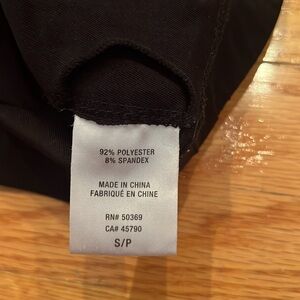 92% POLYESTER
8% SPANDEX
MADE IN CHINA
FABRIQUÉ EN CHINE
RN# 50369
CA# 45790
S/P